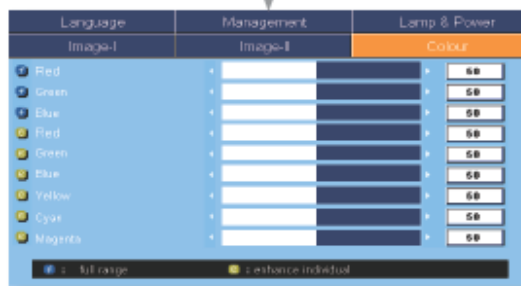 Language Management Lamp & Power
Image-I Image-II Colour
Red 50
Green 50
Blue 50
Red 50
Green 50
Blue 50
Yellow 50
Cyan 50
Magenta 50
: full range : enhance individual